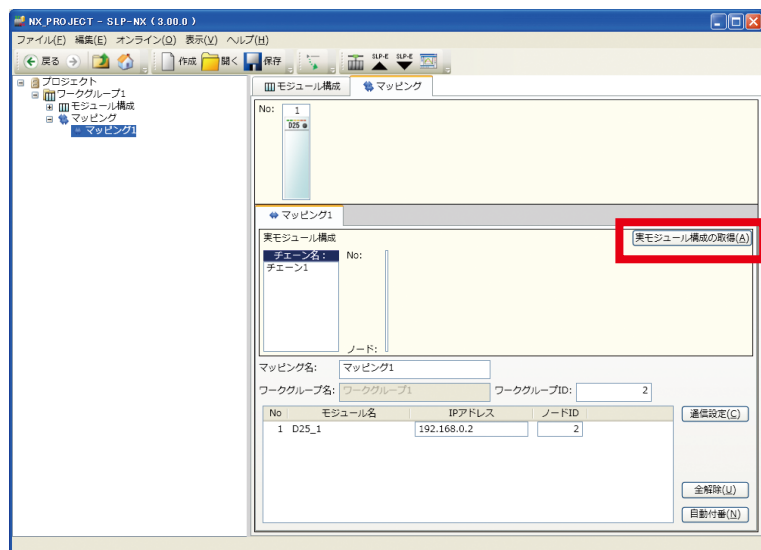 NX_PROJECT - SLP-NX ( 3.00.0 )
ファイル(F) 編集(E) オンライン(O) 表示(V) ヘルプ(H)
戻る 作成 開く 保存 SLP-E SLP-E
プロジェクト
ワークグループ1
モジュール構成
マッピング
マッピング1
モジュール構成 マッピング
No: 1
D25
マッピング1
実モジュール構成
実モジュール構成の取得(A)
チェーン名: No:
チェーン1
ノード:
マッピング名: マッピング1
ワークグループ名: ワークグループ1 ワークグループID: 2
No モジュール名 IPアドレス ノードID
1 D25_1 192.168.0.2 2
通信設定(C)
全解除(U)
自動付番(N)